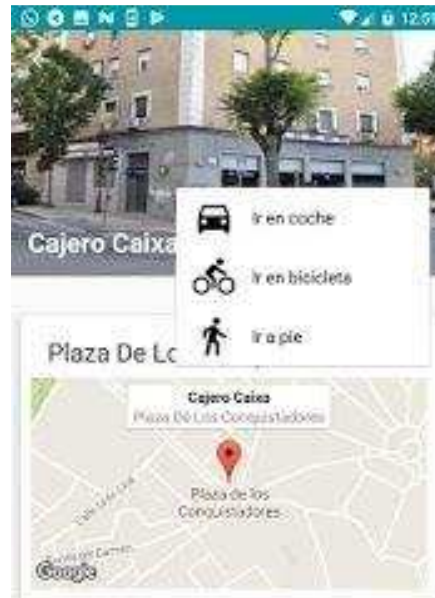 12:59
Cajero Caixa
Ir en coche
Ir en bicicleta
Ir a pie
Plaza De Lo
Cajero Caixa
Plaza De Los Conquistadores
Plaza de los
Conquistadores
Google